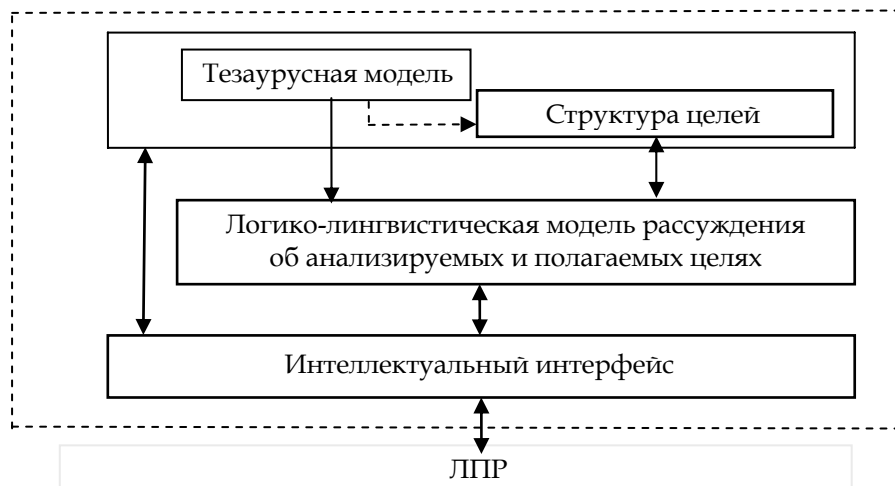 Тезаурусная модель
Структура целей
Логико-лингвистическая модель рассуждения
об анализируемых и полагаемых целях
Интеллектуальный интерфейс
ЛПР